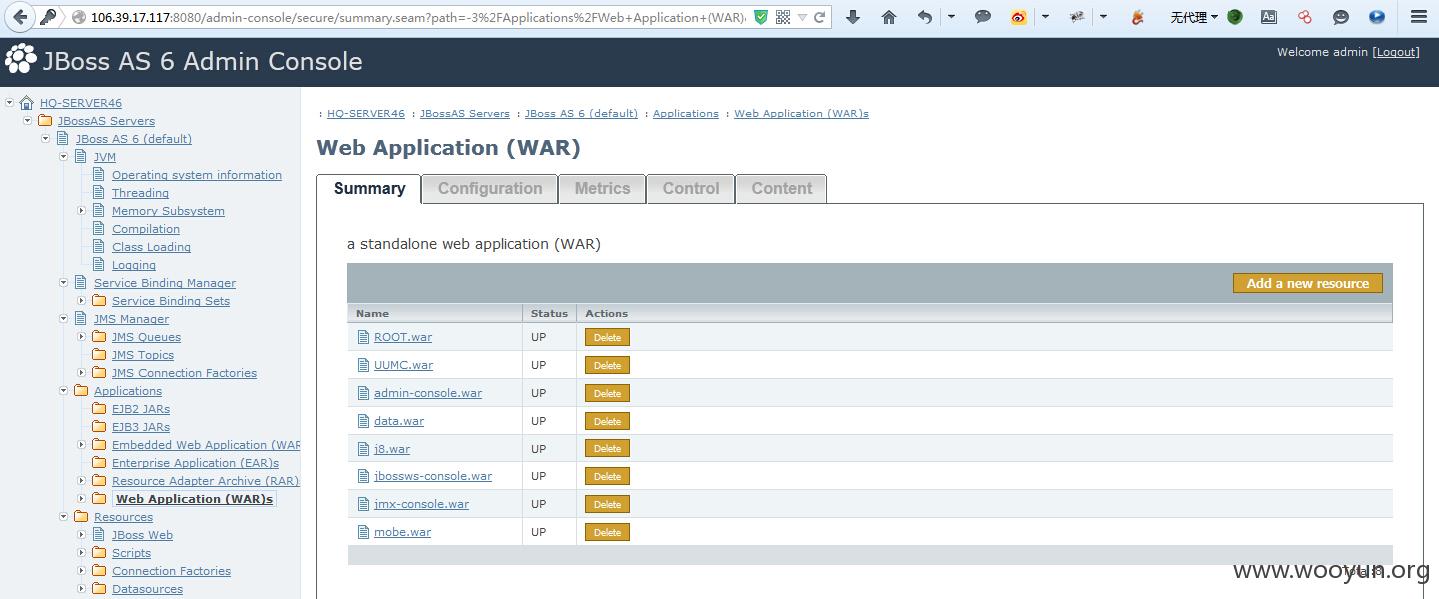 106.39.17.117:8080/admin-console/secure/summary.seam?path=-3%2FApplications%2FWeb+Application+(WAR)
无代理
JBoss AS 6 Admin Console
Welcome admin [Logout]
HQ-SERVER46
JBossAS Servers
JBoss AS 6 (default)
JVM
Operating system information
Threading
Memory Subsystem
Compilation
Class Loading
Logging
Service Binding Manager
Service Binding Sets
JMS Manager
JMS Queues
JMS Topics
JMS Connection Factories
Applications
EJB2 JARs
EJB3 JARs
Embedded Web Application (WAR
Enterprise Application (EAR)s
Resource Adapter Archive (RAR)s
Web Application (WAR)s
Resources
JBoss Web
Scripts
Connection Factories
Datasources
: HQ-SERVER46 : JBossAS Servers : JBoss AS 6 (default) : Applications : Web Application (WAR)s
Web Application (WAR)
Summary Configuration Metrics Control Content
a standalone web application (WAR)
Add a new resource
Name Status Actions
ROOT.war UP Delete
UUMC.war UP Delete
admin-console.war UP Delete
data.war UP Delete
j8.war UP Delete
jbossws-console.war UP Delete
jmx-console.war UP Delete
mobe.war UP Delete
www.wooyun.org